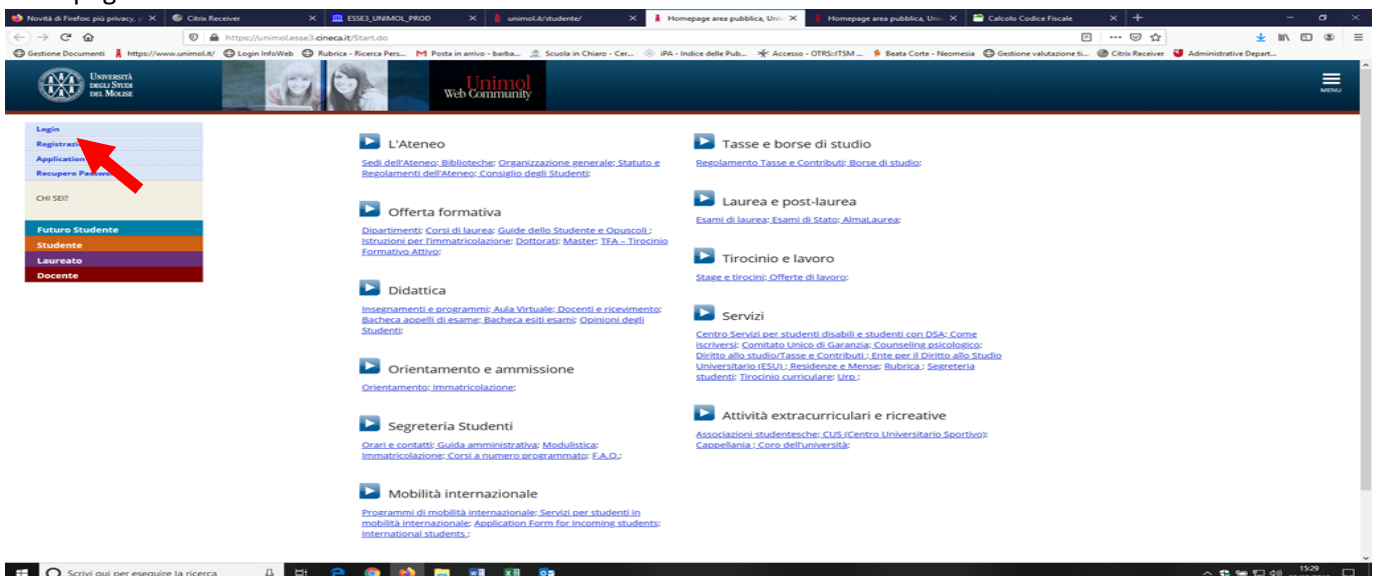 Novità di Firefox: più privacy, p
Citrix Receiver
ESSE3_UNIMOL_PROD
unimol.it/studente/
Homepage area pubblica, Univ
Homepage area pubblica, Univ
Calcolo Codice Fiscale
https://unimol.esse3.cineca.it/Start.do
Gestione Documenti
https://www.unimol.it/
Login InfoWeb
Rubrica - Ricerca Pers...
Posta in arrivo - barba...
Scuola in Chiaro - Cer...
iPA - Indice delle Pub...
Accesso - OTRS::ITSM ...
Beata Corte - Neomesia
Gestione valutazione ti...
Citrix Receiver
Administrative Depart...
Università
degli Studi
del Molise
Unimol
Web Community
MENU
Login
Application
Recupero
CHI SEI?
Futuro Studente
Studente
Laureato
Docente
L'Ateneo
Sedi dell'Ateneo; Biblioteche; Organizzazione generale; Statuto e
Regolamenti dell'Ateneo; Consiglio degli Studenti;
Offerta formativa
Dipartimenti; Corsi di laurea; Guide dello Studente e Opuscoli ;
Istruzioni per l'immatricolazione; Dottorati; Master; TFA – Tirocinio
Formativo Attivo;
Didattica
Insegnamenti e programmi; Aula Virtuale; Docenti e ricevimento;
Bacheca appelli di esame; Bacheca esiti esami; Opinioni degli
Studenti;
Orientamento e ammissione
Orientamento; Immatricolazione;
Segreteria Studenti
Orari e contatti; Guida amministrativa; Modulistica;
Immatricolazione; Corsi a numero programmato; F.A.Q.;
Mobilità internazionale
Programmi di mobilità internazionale; Servizi per studenti in
mobilità internazionale; Application Form for Incoming students;
International students ;
Tasse e borse di studio
Regolamento Tasse e Contributi; Borse di studio;
Laurea e post-laurea
Esami di laurea; Esami di Stato; AlmaLaurea;
Tirocinio e lavoro
Stage e tirocini; Offerte di lavoro;
Servizi
Centro Servizi per studenti disabili e studenti con DSA; Come
iscriversi; Comitato Unico di Garanzia; Counseling psicologico;
Diritto allo studio/Tasse e Contributi ; Ente per il Diritto allo Studio
Universitario (ESU) ; Residenze e Mense; Rubrica ; Segreteria
studenti; Tirocinio curriculare; Urp ;
Attività extracurriculari e ricreative
Associazioni studentesche; CUS (Centro Universitario Sportivo);
Cappellania ; Coro dell'università;
Scrivi qui per eseguire la ricerca
15:29